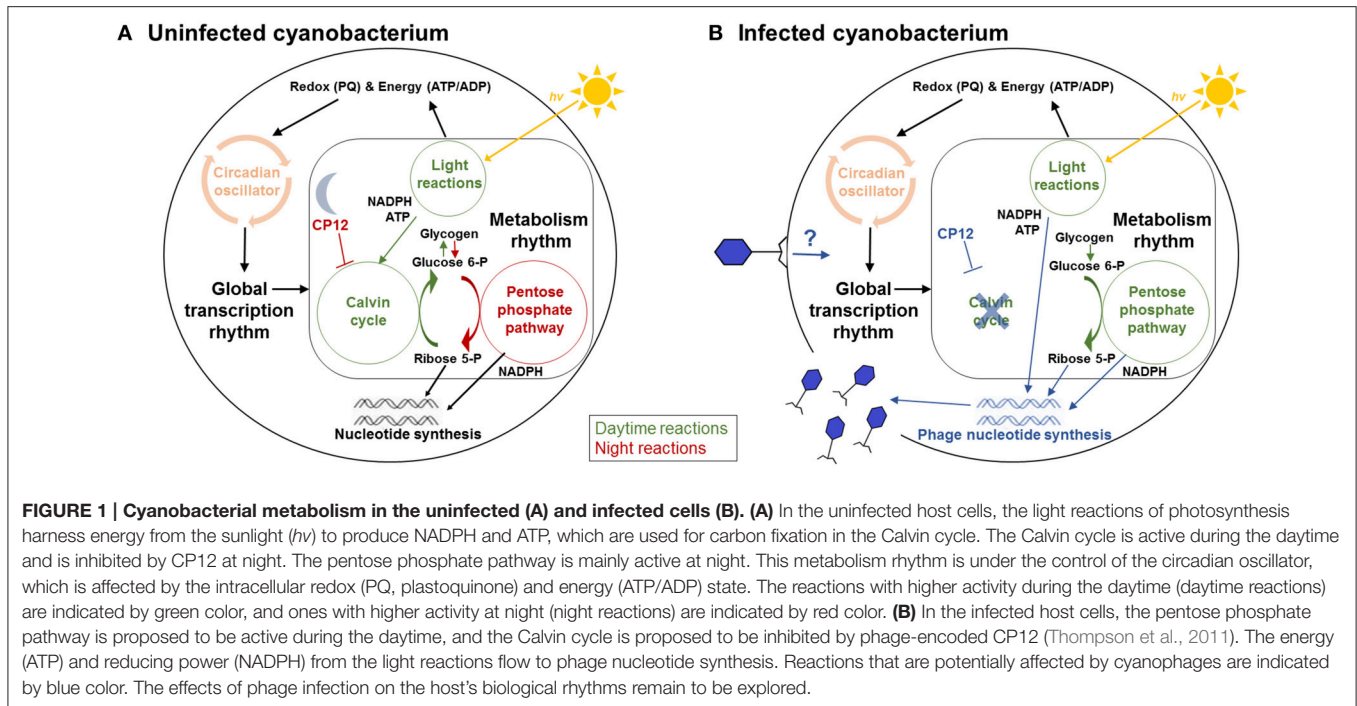 A Uninfected cyanobacterium
Redox (PQ) & Energy (ATP/ADP)
hv
Circadian
oscillator
Light
reactions
NADPH
ATP
CP12
Metabolism
rhythm
Glycogen
Glucose 6-P
Global
transcription
rhythm
Calvin
cycle
Pentose
phosphate
pathway
Ribose 5-P
NADPH
Nucleotide synthesis
Daytime reactions
Night reactions
B Infected cyanobacterium
Redox (PQ) & Energy (ATP/ADP)
hv
Circadian
oscillator
Light
reactions
NADPH
ATP
CP12
Metabolism
rhythm
?
Glycogen
Glucose 6-P
Global
transcription
rhythm
Calvin
cycle
Pentose
phosphate
pathway
Ribose 5-P
NADPH
Phage nucleotide synthesis
FIGURE 1 | Cyanobacterial metabolism in the uninfected (A) and infected cells (B). (A) In the uninfected host cells, the light reactions of photosynthesis
harness energy from the sunlight (hv) to produce NADPH and ATP, which are used for carbon fixation in the Calvin cycle. The Calvin cycle is active during the daytime
and is inhibited by CP12 at night. The pentose phosphate pathway is mainly active at night. This metabolism rhythm is under the control of the circadian oscillator,
which is affected by the intracellular redox (PQ, plastoquinone) and energy (ATP/ADP) state. The reactions with higher activity during the daytime (daytime reactions)
are indicated by green color, and ones with higher activity at night (night reactions) are indicated by red color. (B) In the infected host cells, the pentose phosphate
pathway is proposed to be active during the daytime, and the Calvin cycle is proposed to be inhibited by phage-encoded CP12 (Thompson et al., 2011). The energy
(ATP) and reducing power (NADPH) from the light reactions flow to phage nucleotide synthesis. Reactions that are potentially affected by cyanophages are indicated
by blue color. The effects of phage infection on the host's biological rhythms remain to be explored.